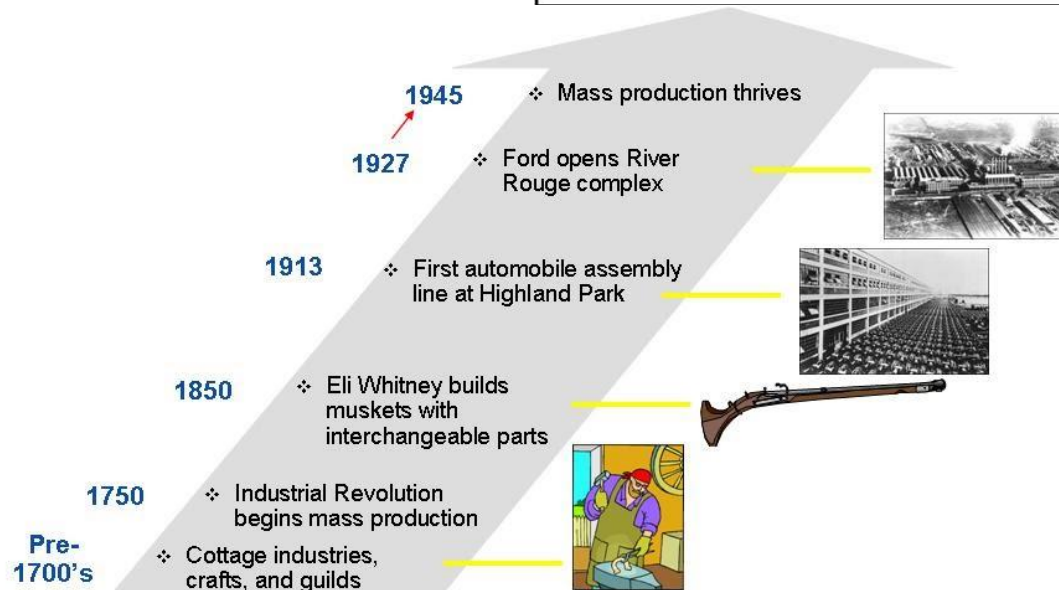 1945
❖ Mass production thrives
1927
❖ Ford opens River
Rouge complex
1913
❖ First automobile assembly
line at Highland Park
1850
❖ Eli Whitney builds
muskets with
interchangeable parts
1750
❖ Industrial Revolution
begins mass production
Pre-
1700's
❖ Cottage industries,
crafts, and guilds